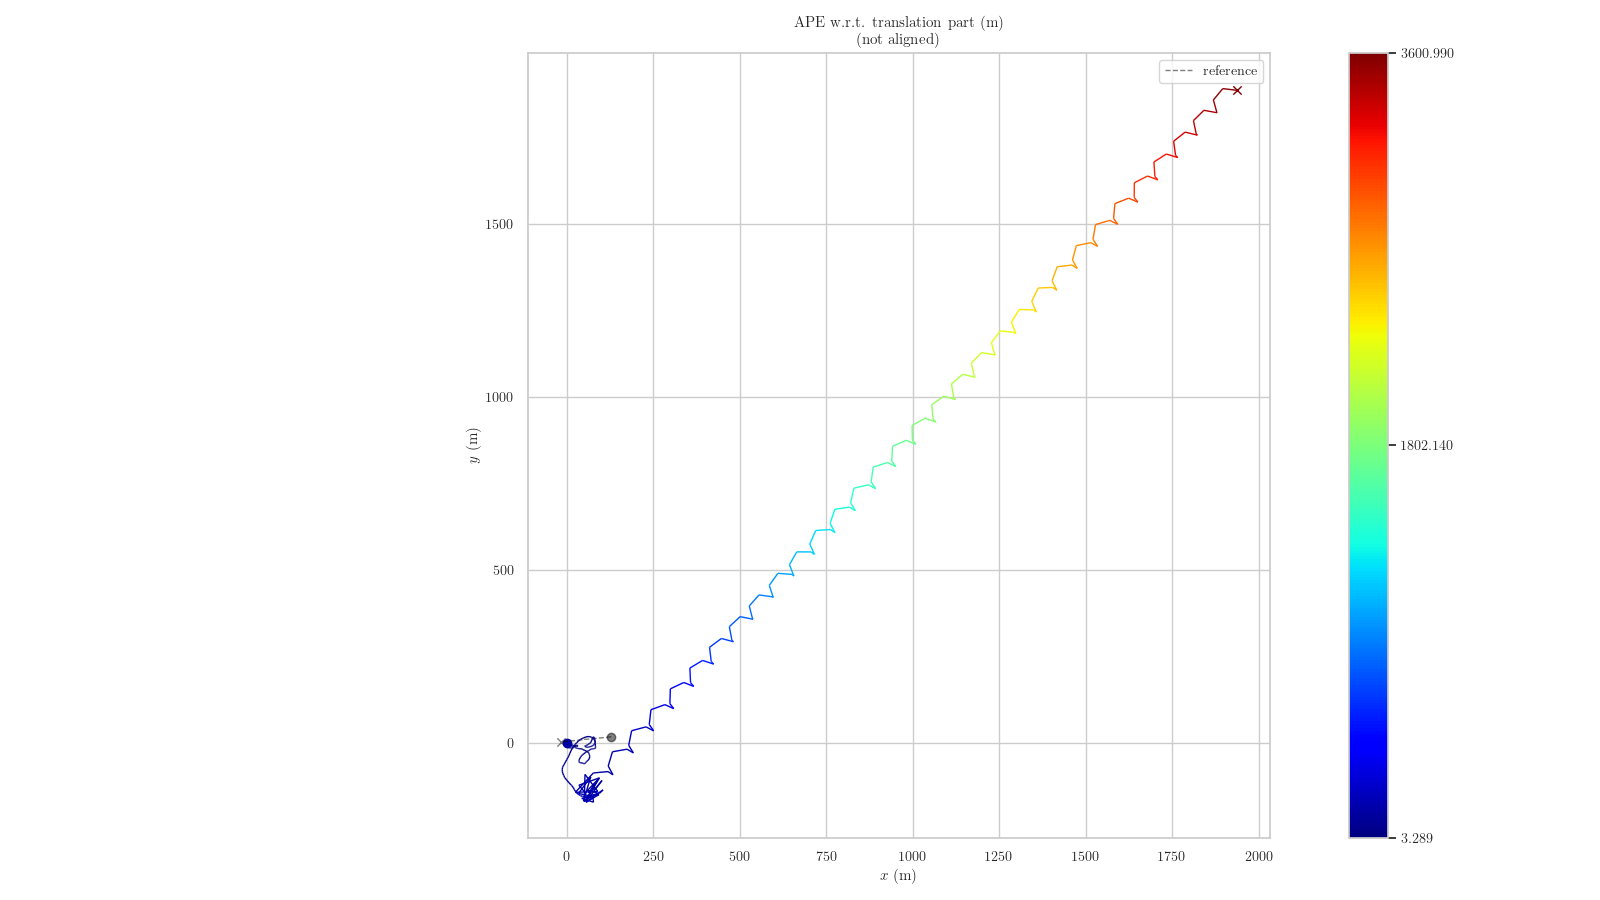 APE w.r.t. translation part (m)
(not aligned)
reference
3600.990
1802.140
3.289
1500
1000
500
0
y (m)
0 250 500 750 1000 1250 1500 1750 2000
x (m)